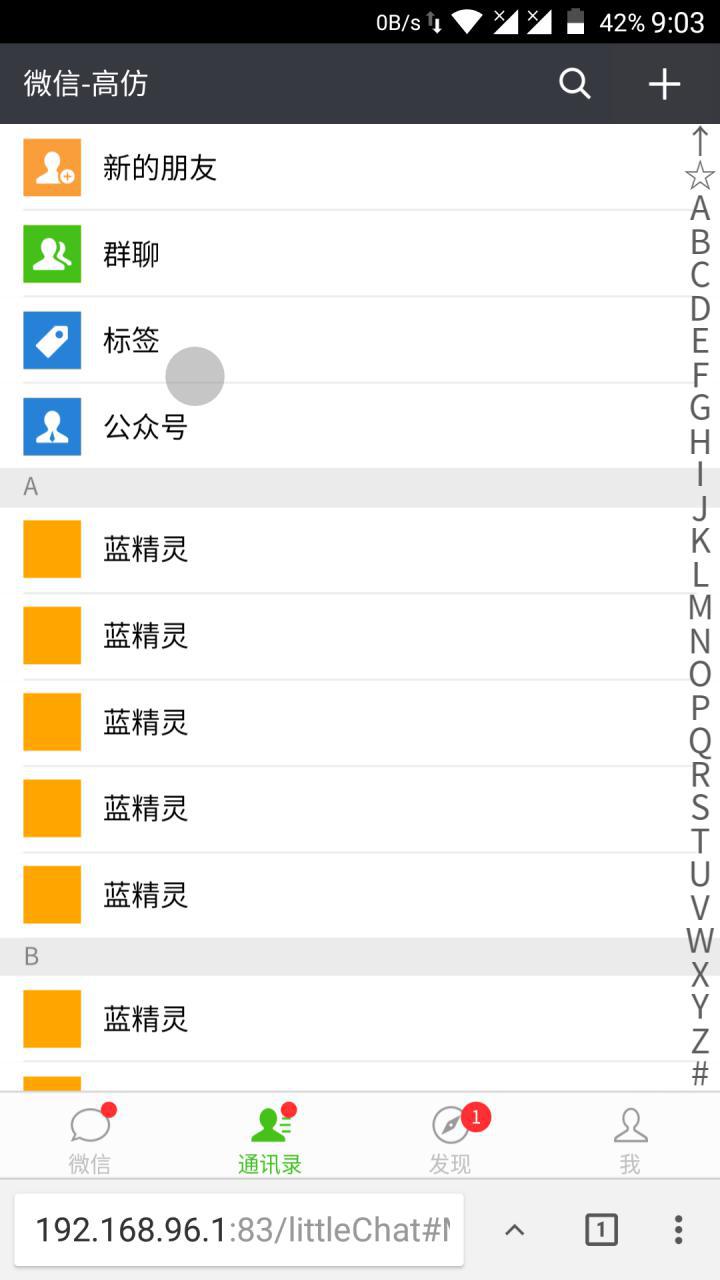 0B/s 42% 9:03
微信-高仿
新的朋友
群聊
标签
公众号
A
蓝精灵
蓝精灵
蓝精灵
蓝精灵
蓝精灵
B
蓝精灵
↑
☆
A
B
C
D
E
F
G
H
I
J
K
L
M
N
O
P
Q
R
S
T
U
V
W
X
Y
Z
#
1
微信 通讯录 发现 我
192.168.96.1:83/littleChat# 1